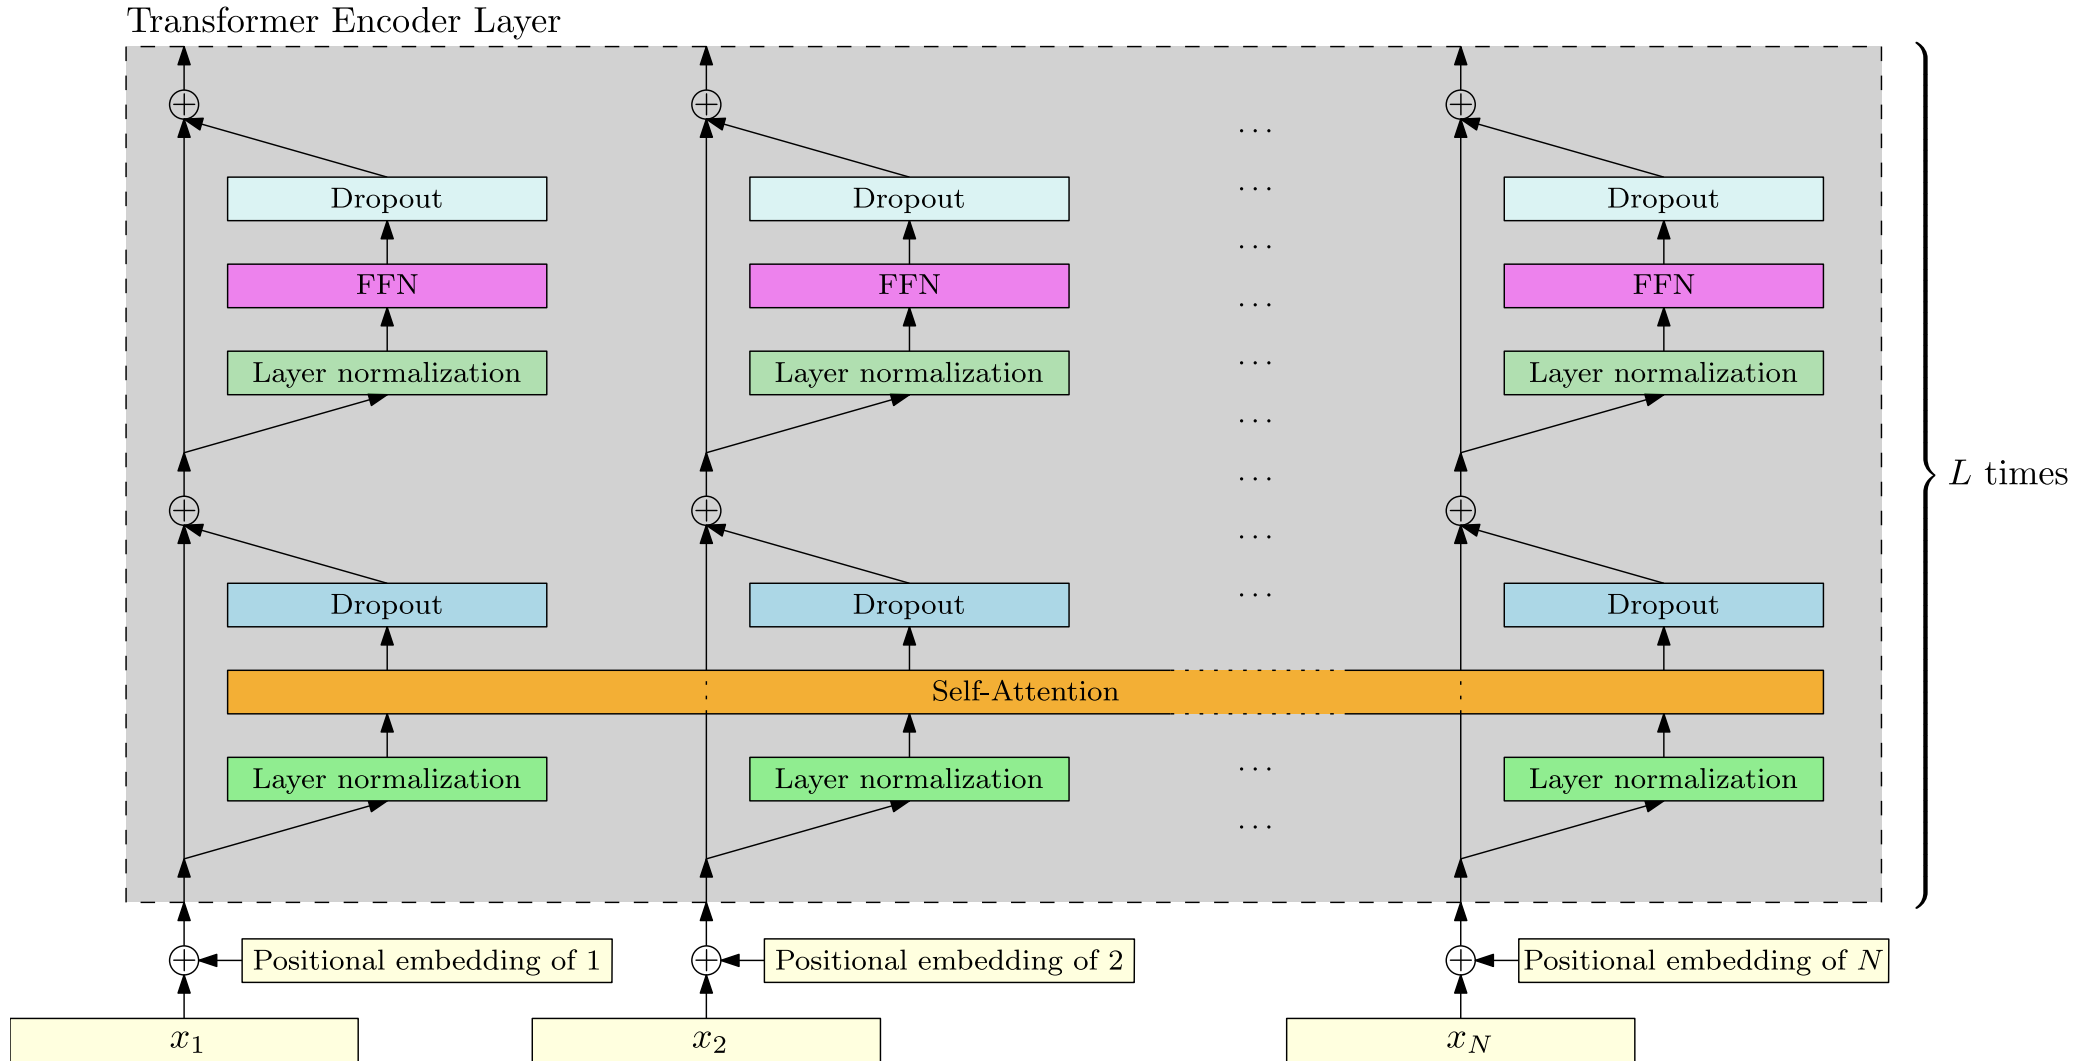 Transformer Encoder Layer
Dropout Dropout Dropout
FFN FFN FFN
Layer normalization Layer normalization Layer normalization
L times
Dropout Dropout Dropout
Self-Attention
Layer normalization Layer normalization Layer normalization
Positional embedding of 1 Positional embedding of 2 Positional embedding of N
x₁ x₂ x_N